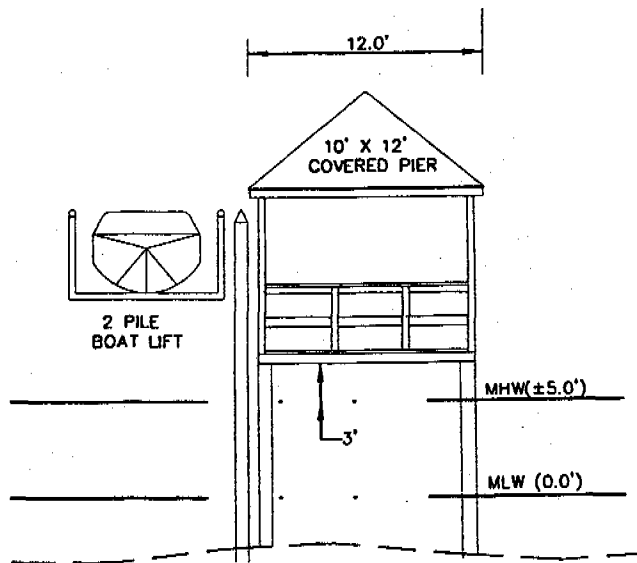 12.0'
10' X 12'
COVERED PIER
2 PILE
BOAT LIFT
MHW(±5.0')
3'
MLW (0.0')